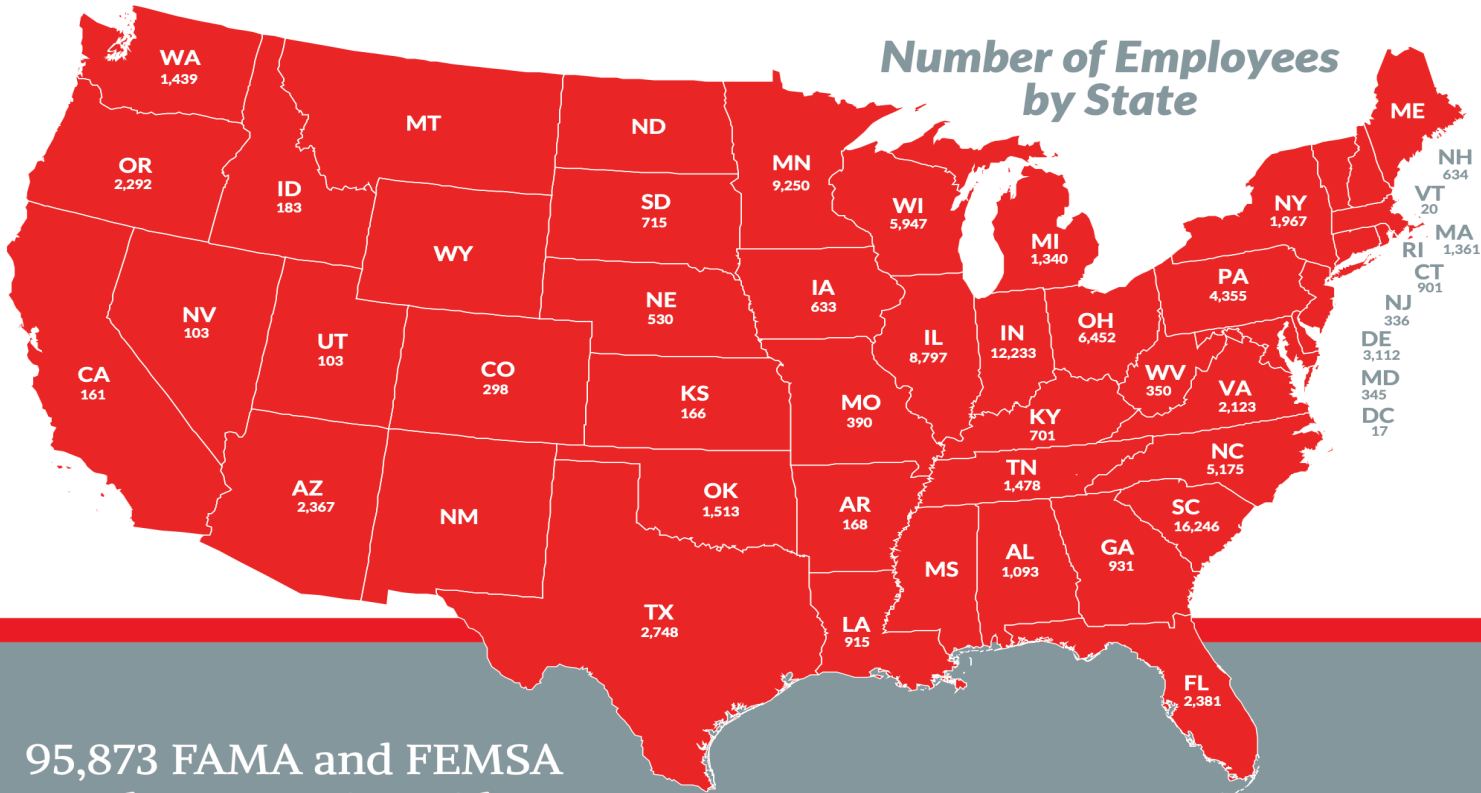 Number of Employees
by State
WA
1,439
OR
2,292
CA
161
ID
183
NV
103
UT
103
AZ
2,367
MT
WY
CO
298
NM
ND
SD
715
NE
530
KS
166
OK
1,513
TX
2,748
MN
9,250
IA
633
MO
390
AR
168
LA
915
WI
5,947
IL
8,797
MS
MI
1,340
IN
12,233
KY
701
TN
1,478
AL
1,093
OH
6,452
WV
350
GA
931
FL
2,381
SC
16,246
NC
5,175
VA
2,123
PA
4,355
NY
1,967
ME
NH
634
VT
20
MA
1,361
RI
CT
901
NJ
336
DE
3,112
MD
345
DC
17
95,873 FAMA and FEMSA